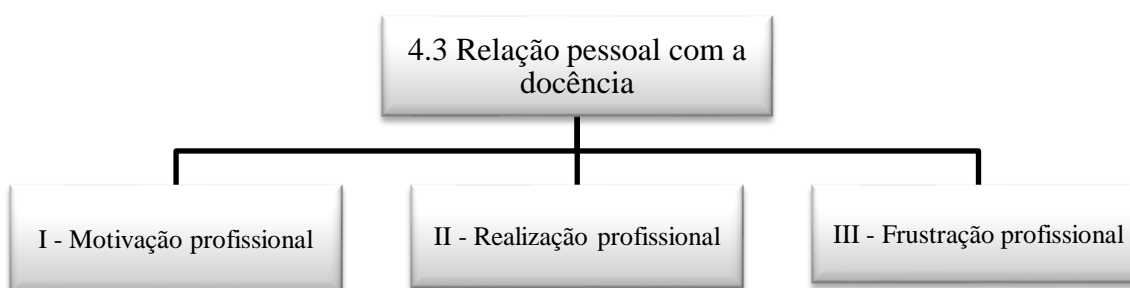 4.3 Relação pessoal com a
docência
I - Motivação profissional
II - Realização profissional
III - Frustração profissional